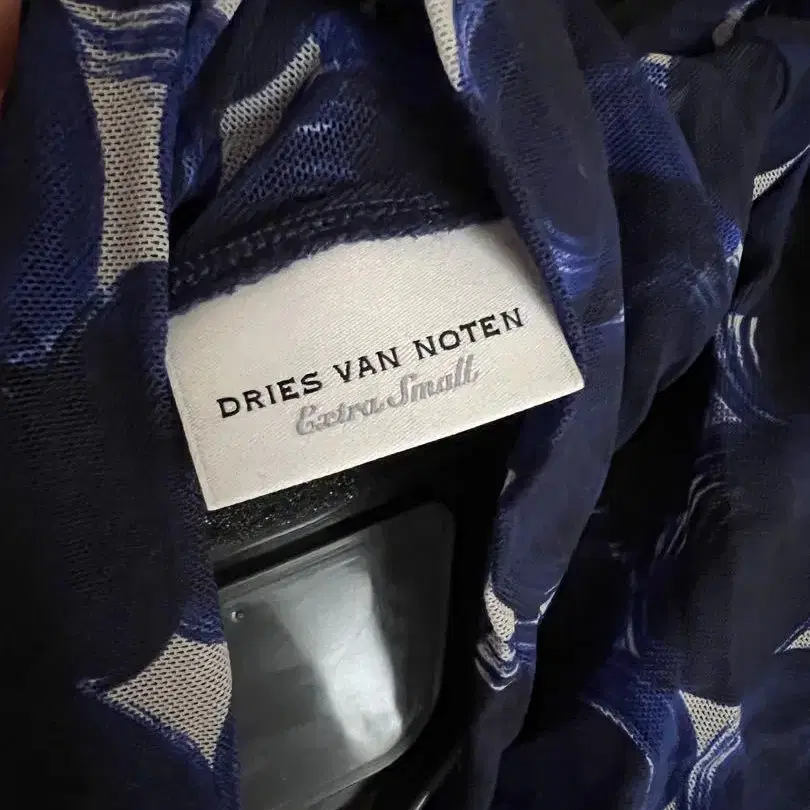 DRIES VAN NOTEN
Extra Small